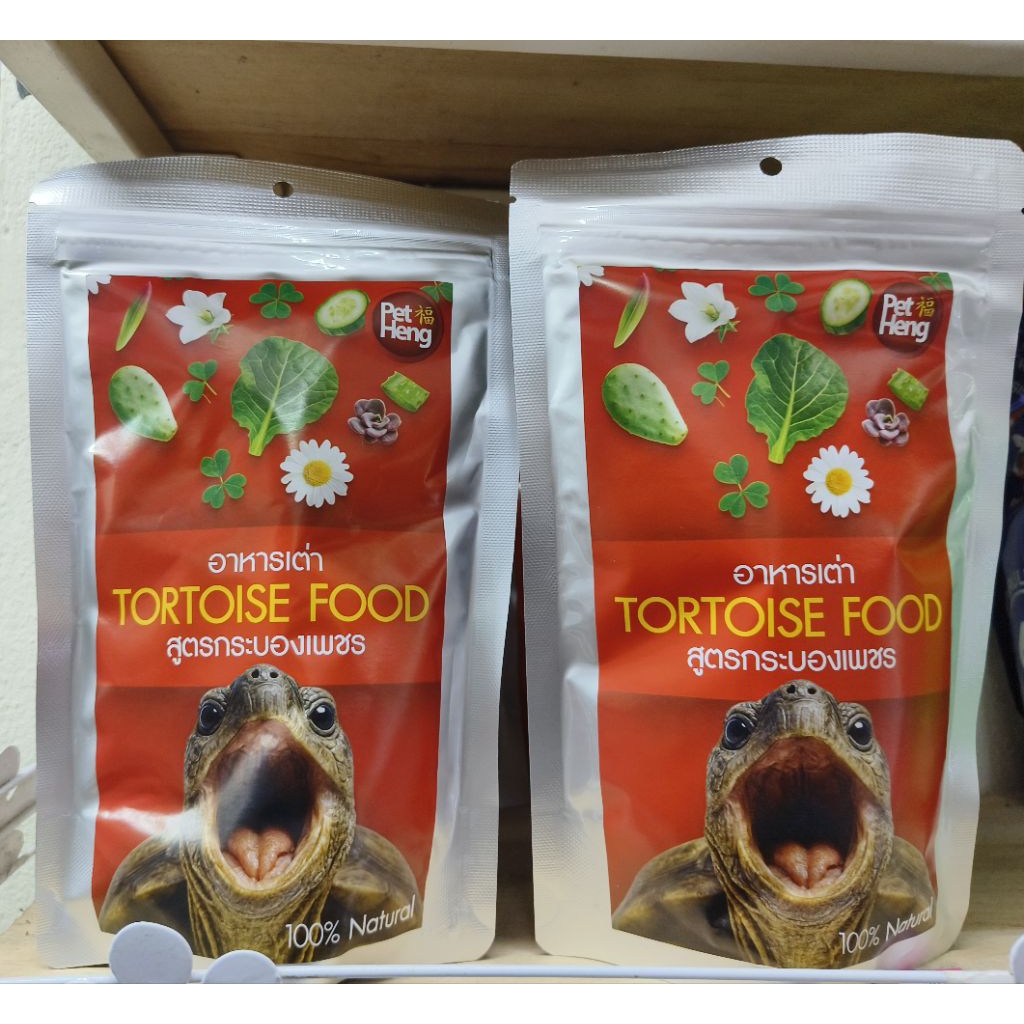 Pet 福
Heng
อาหารเต่า
TORTOISE FOOD
สูตรกระบองเพชร
100% Natural
Pet 福
Heng
อาหารเต่า
TORTOISE FOOD
สูตรกระบองเพชร
100% Natural